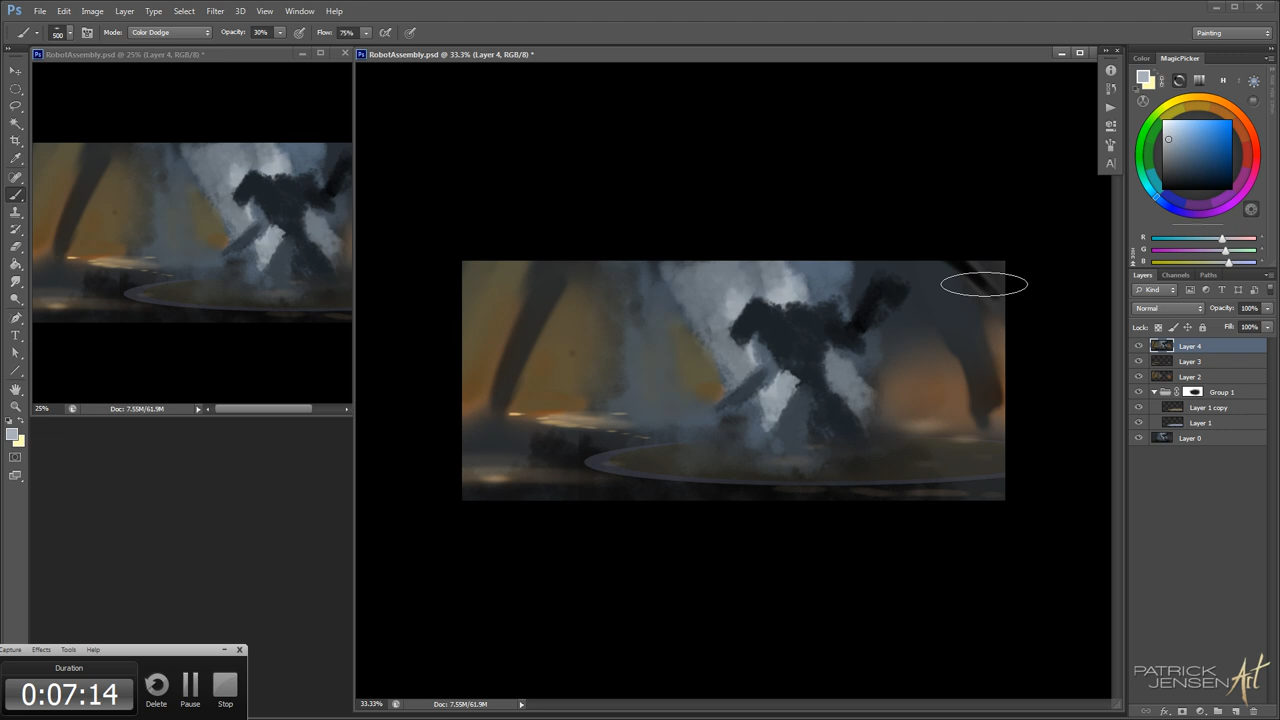 Ps File Edit Image Layer Type Select Filter 3D View Window Help
500 Mode: Color Dodge Opacity: 30% Flow: 75% Painting
Ps RobotAssembly.psd @ 25% (Layer 4, RGB/8) *
Ps RobotAssembly.psd @ 33.3% (Layer 4, RGB/8) *
Color MagicPicker
H
A
R
G
B
Layers Channels Paths
Kind
Normal Opacity: 100%
Lock: Fill: 100%
Layer 4
Layer 3
Layer 2
Group 1
Layer 1 copy
Layer 1
Layer 0
25% Doc: 7.55M/61.9M
33.33% Doc: 7.55M/61.9M
Capture Effects Tools Help
Duration
0:07:14
Delete Pause Stop
PATRICK
JENSEN Art
fx